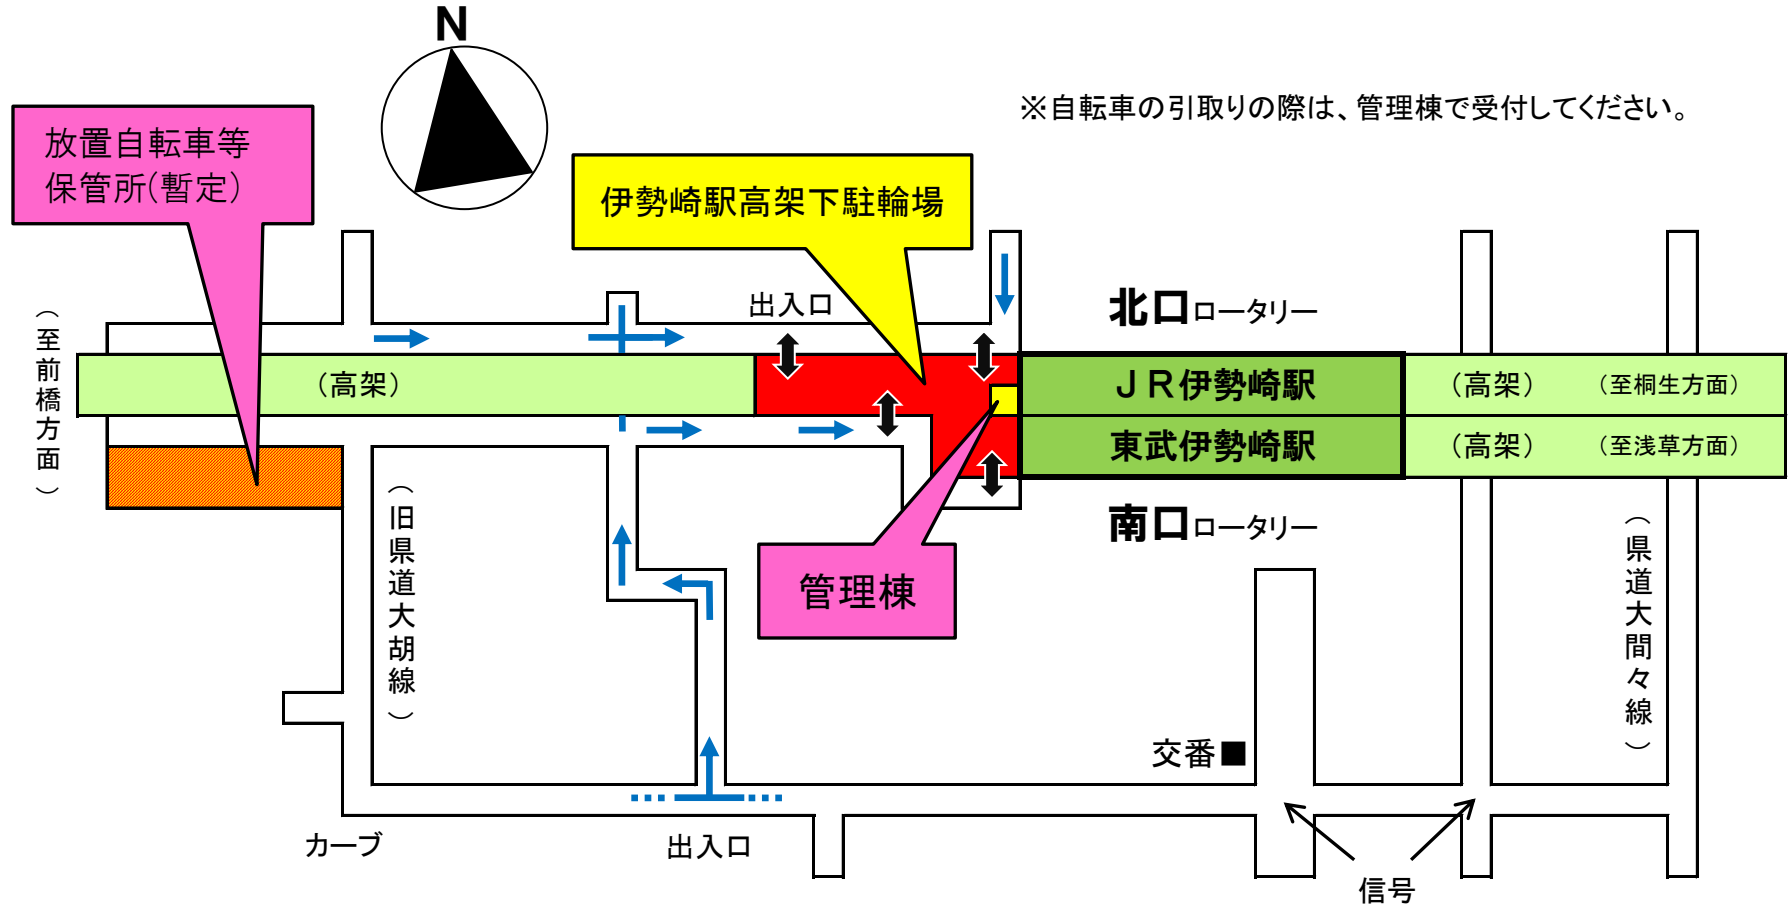 N
※自転車の引取りの際は、管理棟で受付してください。
放置自転車等
保管所(暫定)
伊勢崎駅高架下駐輪場
出入口
北口ロータリー
(至前橋方面)
(高架)
JR伊勢崎駅
(高架)
(至桐生方面)
東武伊勢崎駅
(高架)
(至浅草方面)
南口ロータリー
(旧県道大胡線)
管理棟
(県道大間々線)
交番■
カーブ
出入口
信号